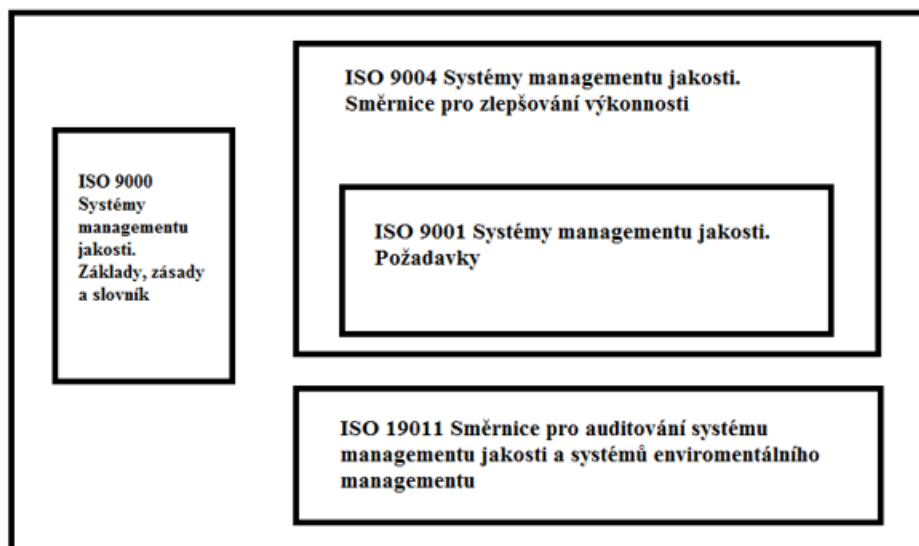 ISO 9004 Systémy managementu jakosti.
Směrnice pro zlepšování výkonnosti
ISO 9000
Systémy
managementu
jakosti.
Základy, zásady
a slovník
ISO 9001 Systémy managementu jakosti.
Požadavky
ISO 19011 Směrnice pro auditování systému
managementu jakosti a systémů enviromentálního
managementu